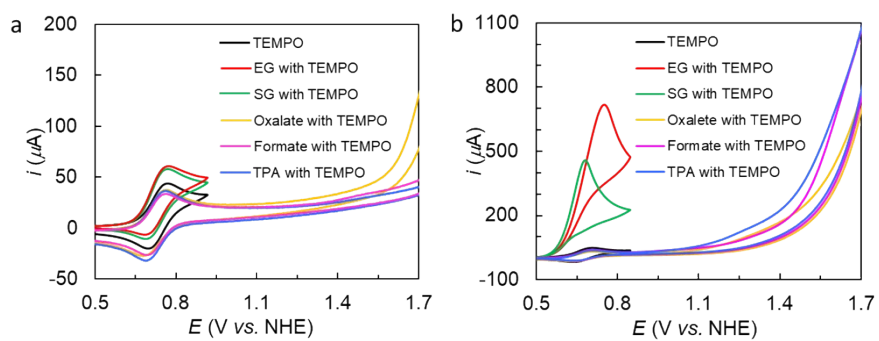 a
200
150
100
50
0
-50
i (µA)
TEMPO
EG with TEMPO
SG with TEMPO
Oxalate with TEMPO
Formate with TEMPO
TPA with TEMPO
0.5
0.8
1.1
1.4
1.7
E (V vs. NHE)
b
1100
800
500
200
-100
i (µA)
TEMPO
EG with TEMPO
SG with TEMPO
Oxalete with TEMPO
Formate with TEMPO
TPA with TEMPO
0.5
0.8
1.1
1.4
1.7
E (V vs. NHE)